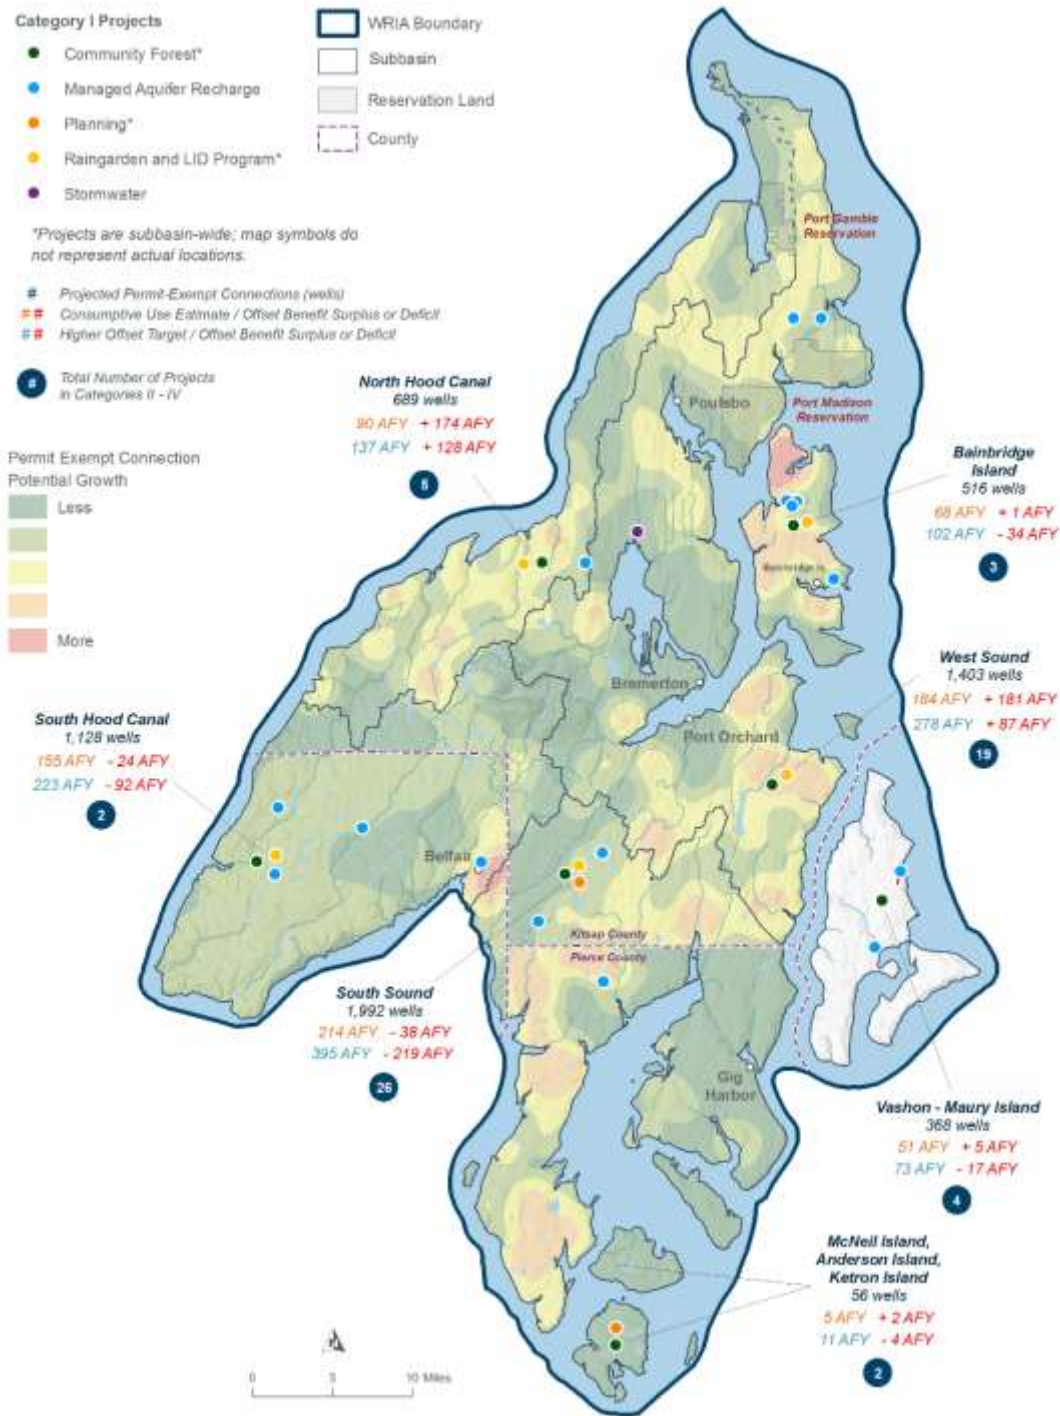 Category I Projects
Community Forest*
Managed Aquifer Recharge
Planning*
Raingarden and LID Program*
Stormwater
WRIA Boundary
Subbasin
Reservation Land
County
*Projects are subbasin-wide; map symbols do
not represent actual locations.
# Projected Permit-Exempt Connections (wells)
## Consumptive Use Estimate / Offset Benefit Surplus or Deficit
## Higher Offset Target / Offset Benefit Surplus or Deficit
# Total Number of Projects
in Categories II - IV
Permit Exempt Connection
Potential Growth
Less
More
North Hood Canal
689 wells
90 AFY + 174 AFY
137 AFY + 128 AFY
5
Port Gamble
Reservation
Poulsbo
Port Madison
Reservation
Bainbridge
Island
516 wells
68 AFY + 1 AFY
102 AFY - 34 AFY
3
Bainbridge Is.
West Sound
1,403 wells
184 AFY + 181 AFY
278 AFY + 87 AFY
19
Bremerton
Port Orchard
South Hood Canal
1,128 wells
155 AFY - 24 AFY
223 AFY - 92 AFY
2
Belfair
Kitsap County
Pierce County
South Sound
1,992 wells
214 AFY - 38 AFY
395 AFY - 219 AFY
26
Gig
Harbor
Vashon - Maury Island
368 wells
51 AFY + 5 AFY
73 AFY - 17 AFY
4
McNeil Island,
Anderson Island,
Ketron Island
56 wells
5 AFY + 2 AFY
11 AFY - 4 AFY
2
0 5 10 Miles